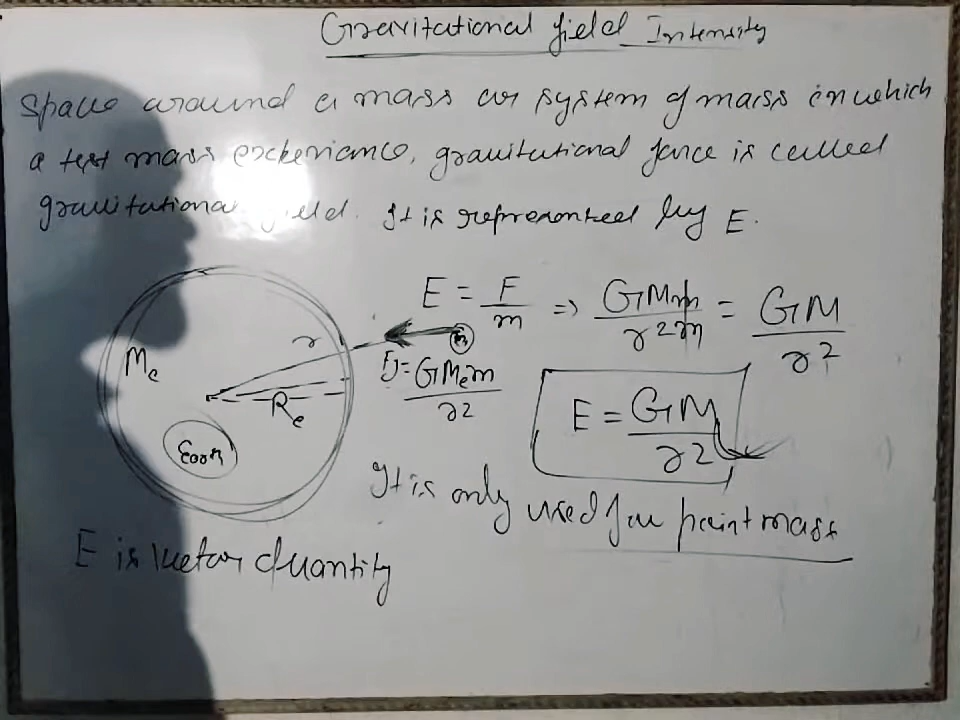 Gravitational field Intensity
Space around a mass or system of mass in which
a test mass experience, gravitational force is called
gravitational field. It is represented by E.
E = F/m => GMm/r²m = GM/r²
m
r
Me
F = GMem/r²
Re
E = GM/r²
It is only used for point mass
E is vector quantity